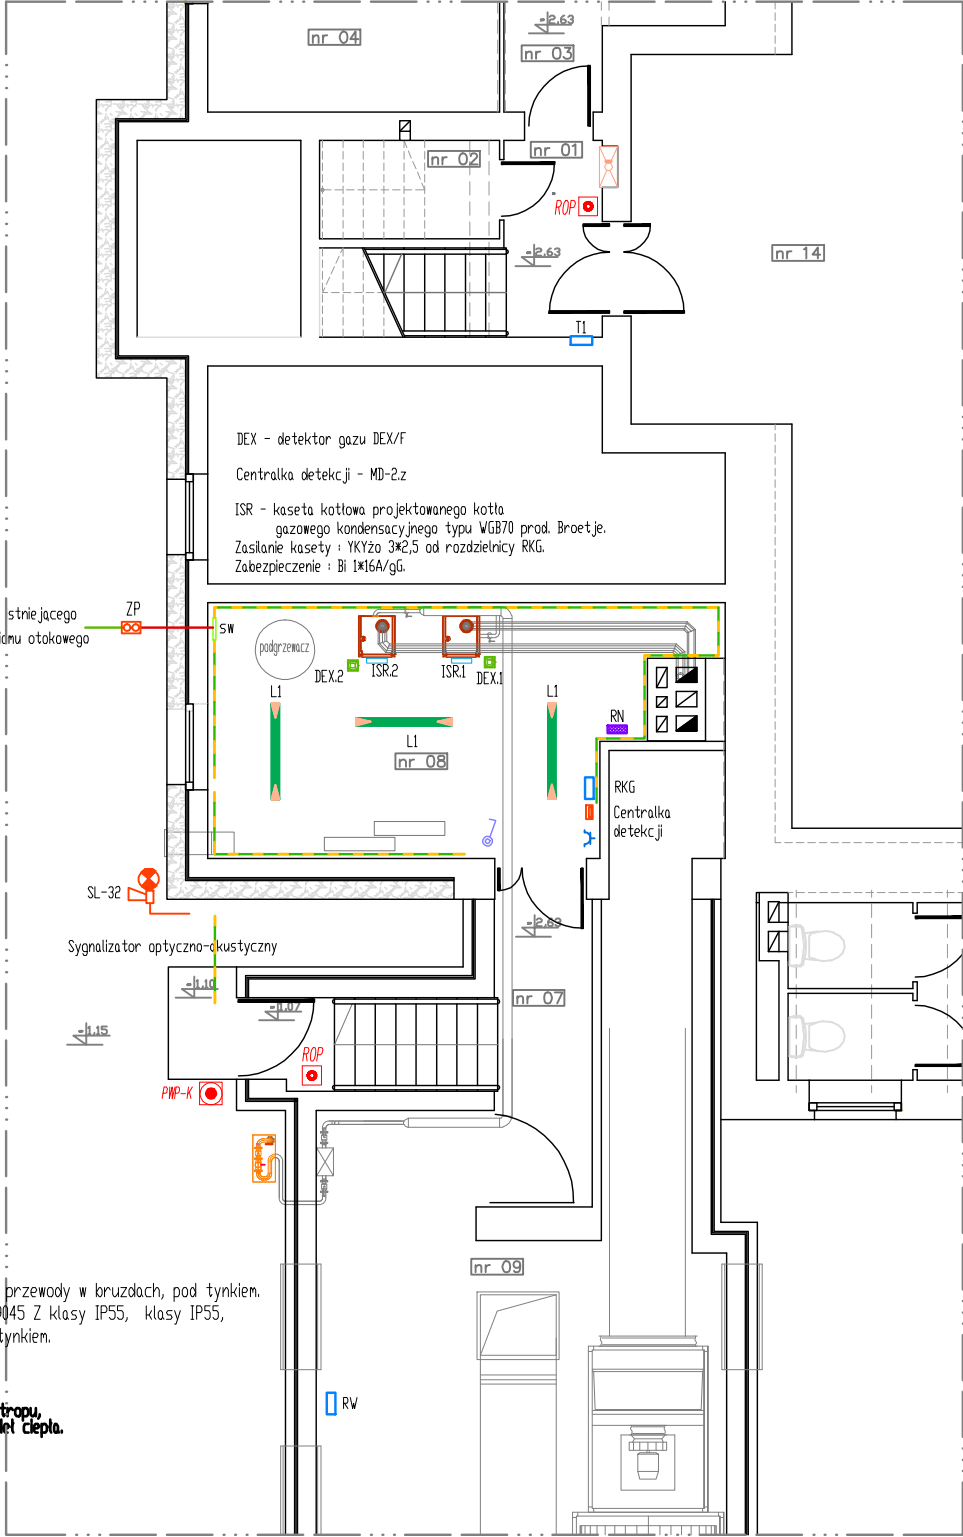 nr 04
-2.63
nr 03
nr 01
nr 02
ROP
nr 14
-2.63
T1
DEX - detektor gazu DEX/F
Centralka detekcji - MD-2.z
ISR - kaseta kotłowa projektowanego kotła
gazowego kondensacyjnego typu WGB70 prod. Broetje.
Zasilanie kasety : YKYżo 3*2,5 od rozdzielnicy RKG.
Zabezpieczenie : Bi 1*16A/gG.
stniejącego
ZP
SW
iomu otokowego
podgrzewacz
DEX.2
ISR.2
ISR.1
DEX.1
L1
L1
RN
L1
nr 08
RKG
Centralka
detekcji
SL-32
-2.63
Sygnalizator optyczno-akustyczny
-1.10
nr 07
-1.07
-1.15
ROP
PWP-K
nr 09
przewody w bruzdach, pod tynkiem.
0045 Z klasy IP55, klasy IP55,
tynkiem.
RW
tropu,
ciepła.